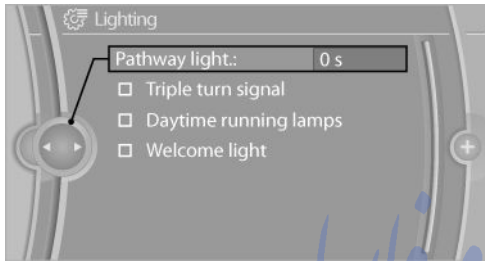 Lighting
Pathway light.: 0 s
Triple turn signal
Daytime running lamps
Welcome light